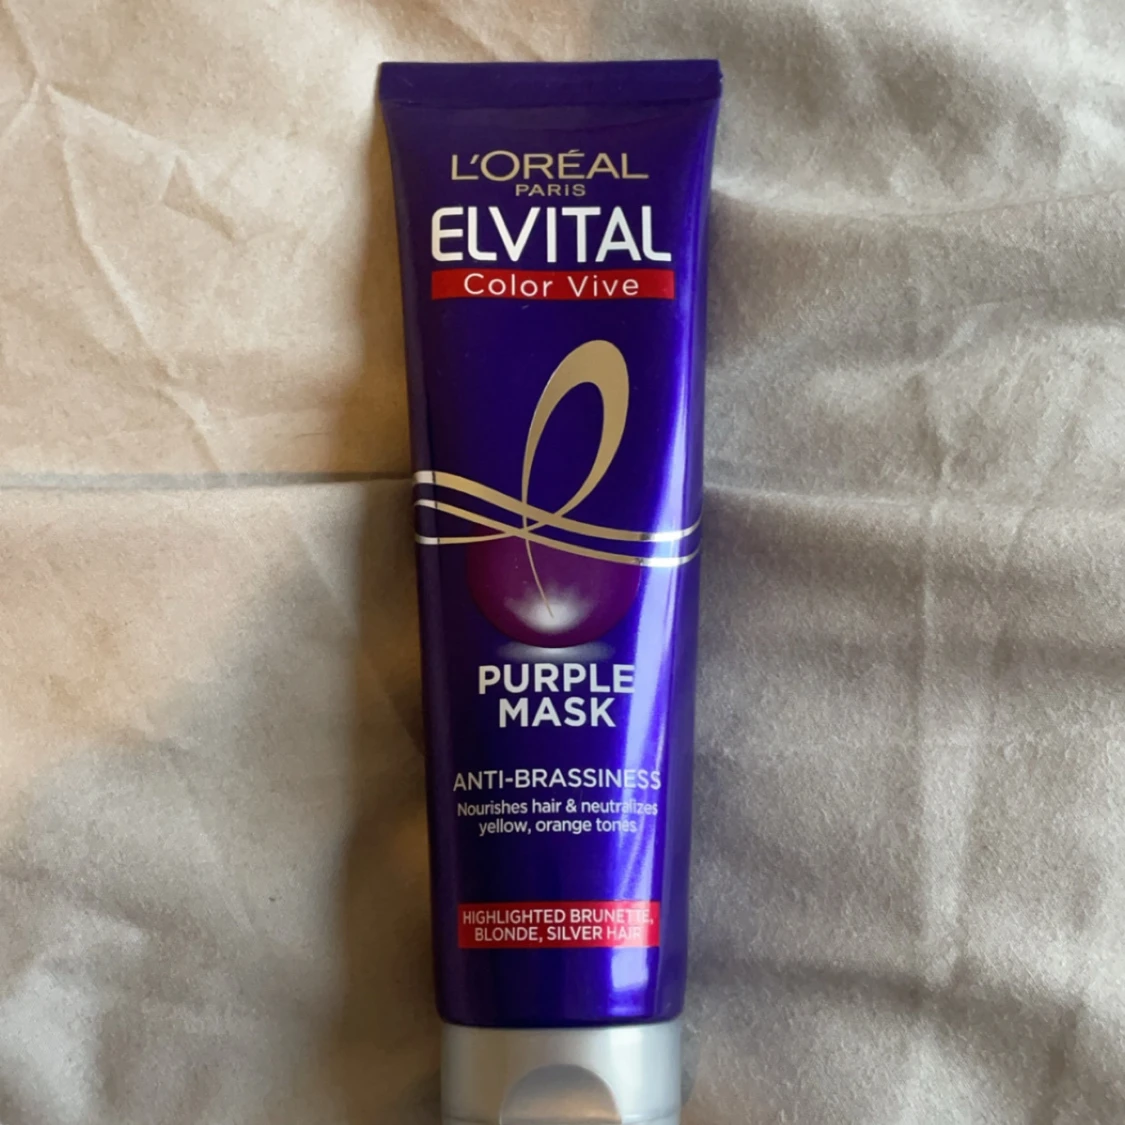 L'ORÉAL
PARIS
ELVITAL
Color Vive
PURPLE
MASK
ANTI-BRASSINESS
Nourishes hair & neutralizes
yellow, orange tones
HIGHLIGHTED BRUNETTE,
BLONDE, SILVER HAIR